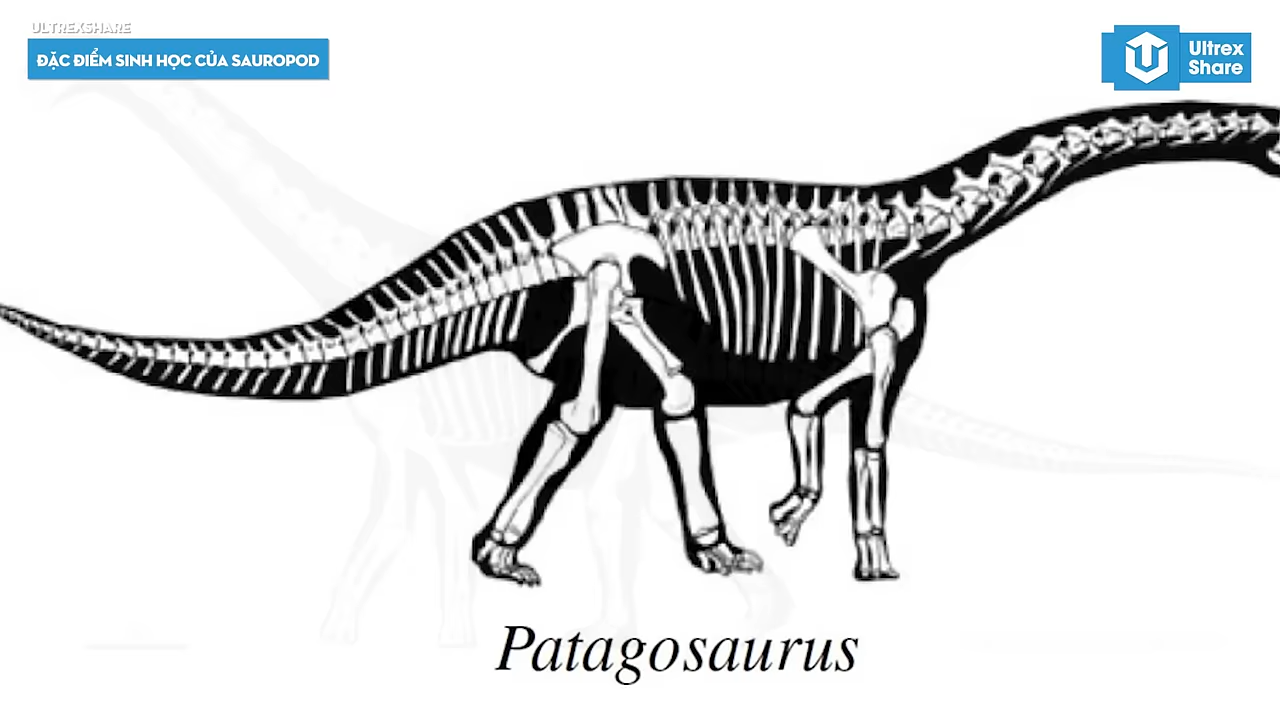 ULTREXSHARE
ĐẶC ĐIỂM SINH HỌC CỦA SAUROPOD
Ultrex
Share
Patagosaurus